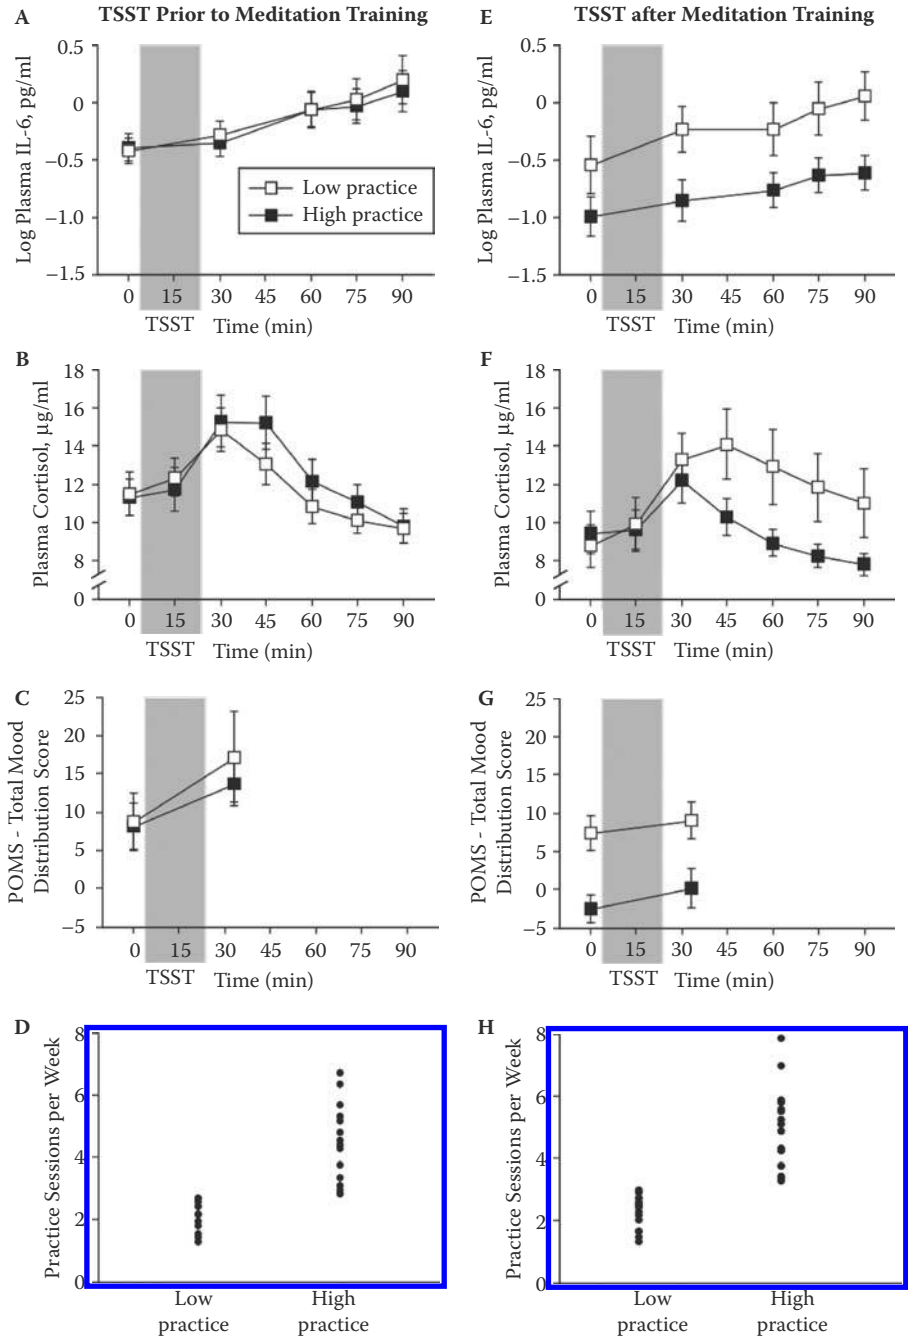 A
TSST Prior to Meditation Training
0.5
0
−0.5
−1.0
−1.5
Log Plasma IL-6, pg/ml
Low practice
High practice
0 15 30 45 60 75 90
TSST Time (min)
B
18
16
14
12
10
8
0
Plasma Cortisol, µg/ml
0 15 30 45 60 75 90
TSST Time (min)
C
25
20
15
10
5
0
−5
POMS - Total Mood
Distribution Score
0 15 30 45 60 75 90
TSST Time (min)
D
8
6
4
2
0
Practice Sessions per Week
Low
practice
High
practice
E
TSST after Meditation Training
0.5
0
−0.5
−1.0
−1.5
Log Plasma IL-6, pg/ml
0 15 30 45 60 75 90
TSST Time (min)
F
18
16
14
12
10
8
0
Plasma Cortisol, µg/ml
0 15 30 45 60 75 90
TSST Time (min)
G
25
20
15
10
5
0
−5
POMS - Total Mood
Distribution Score
0 15 30 45 60 75 90
TSST Time (min)
H
8
6
4
2
0
Practice Sessions per Week
Low
practice
High
practice